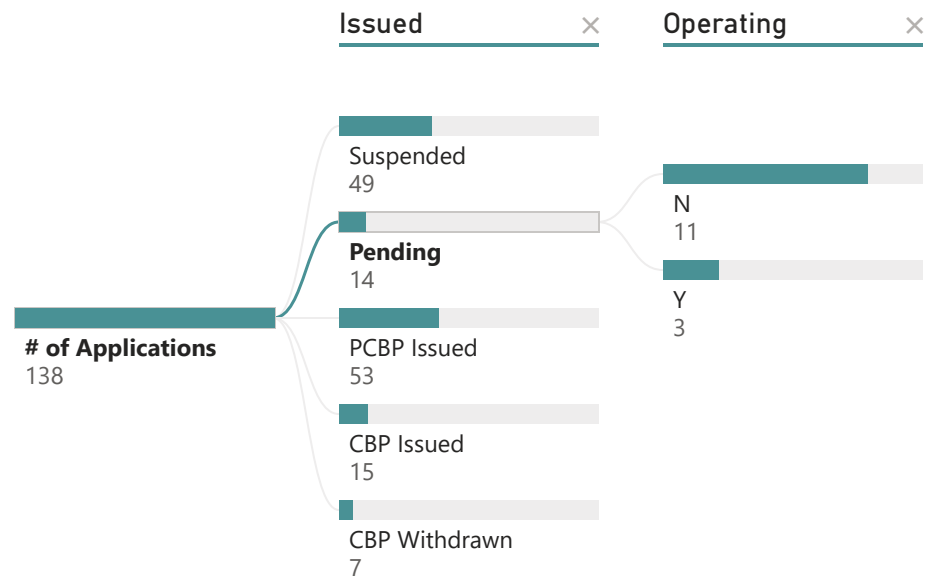 Issued
Operating
Suspended
49
N
11
Pending
14
Y
3
# of Applications
138
PCBP Issued
53
CBP Issued
15
CBP Withdrawn
7